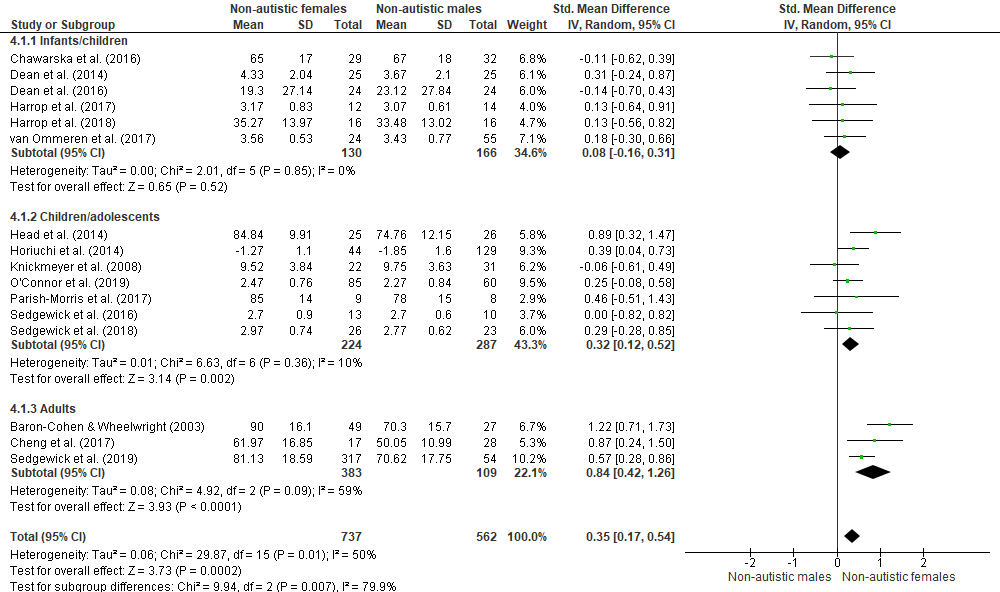 Non-autistic females Non-autistic males Std. Mean Difference Std. Mean Difference
Study or Subgroup Mean SD Total Mean SD Total Weight IV, Random, 95% CI IV, Random, 95% CI
4.1.1 Infants/children
Chawarska et al. (2016) 65 17 29 67 18 32 6.8% -0.11 [-0.62, 0.39]
Dean et al. (2014) 4.33 2.04 25 3.67 2.1 25 6.1% 0.31 [-0.24, 0.87]
Dean et al. (2016) 19.3 27.14 24 23.12 27.84 24 6.0% -0.14 [-0.70, 0.43]
Harrop et al. (2017) 3.17 0.83 12 3.07 0.61 14 4.1% 0.13 [-0.64, 0.91]
Harrop et al. (2018) 35.27 13.97 16 33.48 13.02 16 4.7% 0.13 [-0.56, 0.82]
van Ommeren et al. (2017) 3.56 0.53 24 3.43 0.77 55 7.1% 0.18 [-0.30, 0.66]
Subtotal (95% CI) 130 166 34.6% 0.08 [-0.16, 0.31]
Heterogeneity: Tau² = 0.00; Chi² = 2.01, df = 5 (P = 0.85); I² = 0%
Test for overall effect: Z = 0.65 (P = 0.52)
4.1.2 Children/adolescents
Head et al. (2014) 84.84 9.91 25 74.76 12.15 26 5.8% 0.89 [0.32, 1.47]
Horiuchi et al. (2014) -1.27 1.1 44 -1.85 1.6 129 9.3% 0.39 [0.04, 0.73]
Knickmeyer et al. (2008) 9.52 3.84 22 9.75 3.63 31 6.2% -0.06 [-0.61, 0.49]
O'Connor et al. (2019) 2.47 0.76 85 2.27 0.84 60 9.5% 0.25 [-0.08, 0.58]
Parish-Morris et al. (2017) 85 14 9 78 15 8 2.9% 0.46 [-0.51, 1.43]
Sedgewick et al. (2016) 2.7 0.9 13 2.7 0.6 10 3.7% 0.00 [-0.82, 0.82]
Sedgewick et al. (2018) 2.97 0.74 26 2.77 0.62 23 6.0% 0.29 [-0.28, 0.85]
Subtotal (95% CI) 224 287 43.3% 0.32 [0.12, 0.52]
Heterogeneity: Tau² = 0.01; Chi² = 6.63, df = 6 (P = 0.36); I² = 10%
Test for overall effect: Z = 3.14 (P = 0.002)
4.1.3 Adults
Baron-Cohen & Wheelwright (2003) 90 16.1 49 70.3 15.7 27 6.7% 1.22 [0.71, 1.73]
Cheng et al. (2017) 61.97 16.85 17 50.05 10.99 28 5.3% 0.87 [0.24, 1.50]
Sedgewick et al. (2019) 81.13 18.59 317 70.62 17.75 54 10.2% 0.57 [0.28, 0.86]
Subtotal (95% CI) 383 109 22.1% 0.84 [0.42, 1.26]
Heterogeneity: Tau² = 0.08; Chi² = 4.92, df = 2 (P = 0.09); I² = 59%
Test for overall effect: Z = 3.93 (P < 0.0001)
Total (95% CI) 737 562 100.0% 0.35 [0.17, 0.54]
Heterogeneity: Tau² = 0.06; Chi² = 29.87, df = 15 (P = 0.01); I² = 50%
Test for overall effect: Z = 3.73 (P = 0.0002)
Test for subgroup differences: Chi² = 9.94, df = 2 (P = 0.007), I² = 79.9%
-2 -1 0 1 2
Non-autistic males Non-autistic females